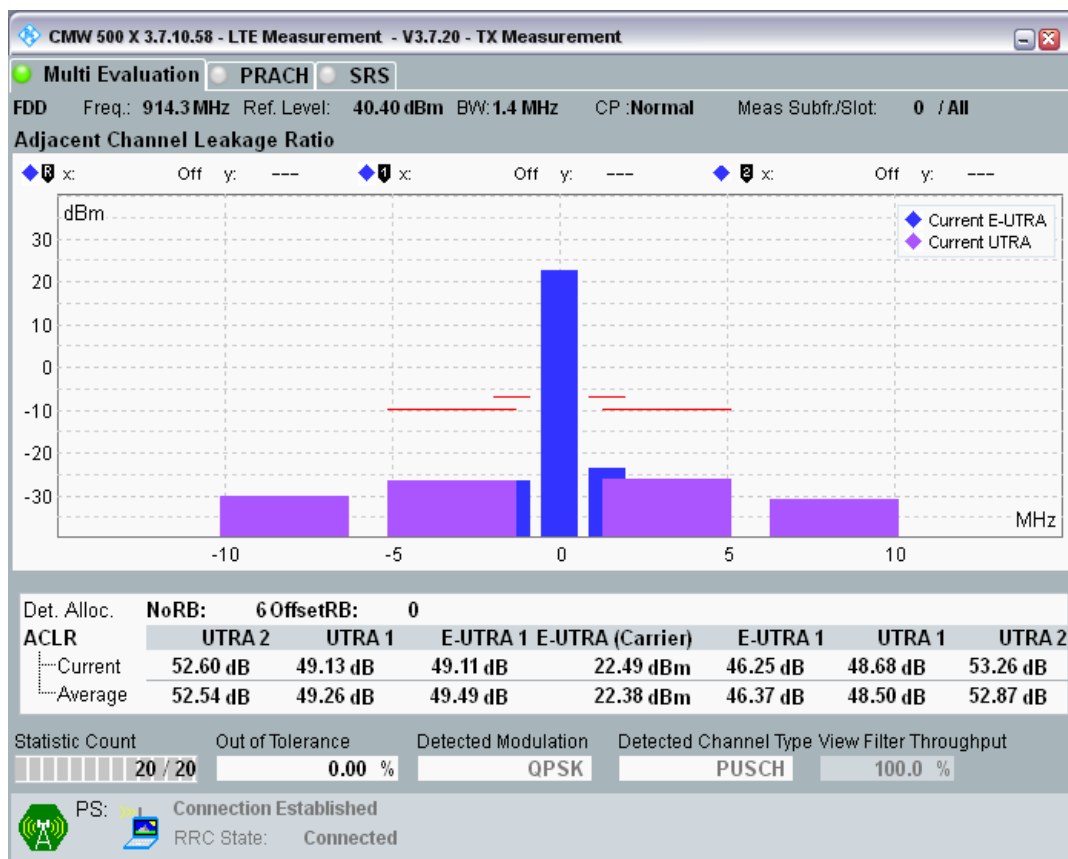 CMW 500 X 3.7.10.58 - LTE Measurement - V3.7.20 - TX Measurement
Multi Evaluation PRACH SRS
FDD Freq.: 914.3 MHz Ref. Level: 40.40 dBm BW: 1.4 MHz CP :Normal Meas Subfr./Slot: 0 / All
Adjacent Channel Leakage Ratio
R x: Off y: --- 1 x: Off y: --- 2 x: Off y: ---
dBm
Current E-UTRA
Current UTRA
30
20
10
0
-10
-20
-30
MHz
-10 -5 0 5 10
Det. Alloc. NoRB: 6 OffsetRB: 0
ACLR UTRA 2 UTRA 1 E-UTRA 1 E-UTRA (Carrier) E-UTRA 1 UTRA 1 UTRA 2
Current 52.60 dB 49.13 dB 49.11 dB 22.49 dBm 46.25 dB 48.68 dB 53.26 dB
Average 52.54 dB 49.26 dB 49.49 dB 22.38 dBm 46.37 dB 48.50 dB 52.87 dB
Statistic Count Out of Tolerance Detected Modulation Detected Channel Type View Filter Throughput
20 / 20 0.00 % QPSK PUSCH 100.0 %
PS: Connection Established
RRC State: Connected